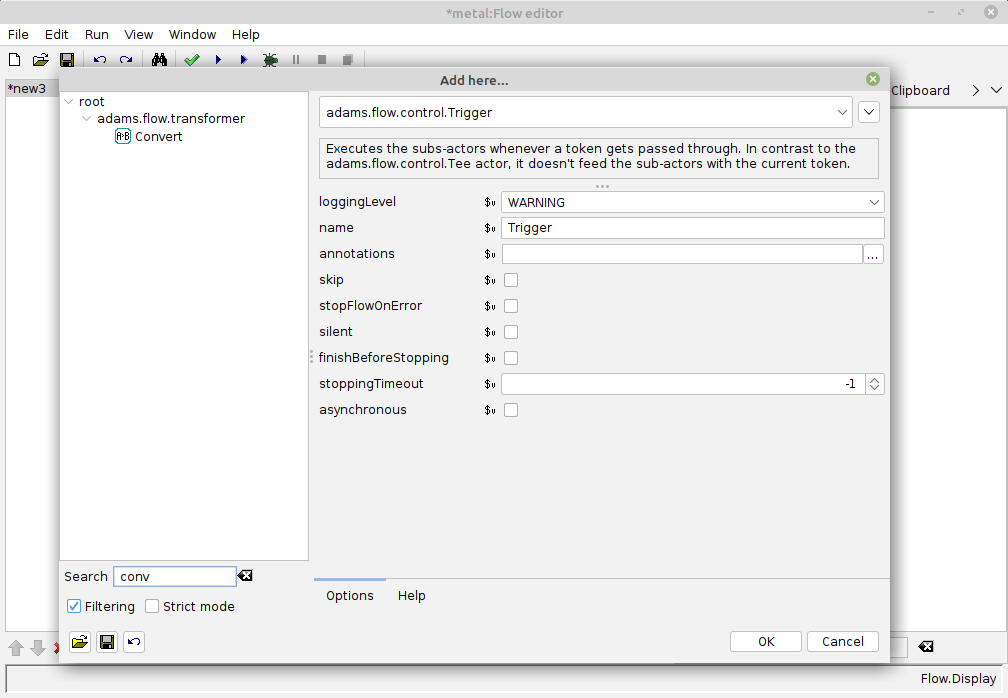 *metal:Flow editor
File Edit Run View Window Help
*new3
Clipboard
Add here...
root
adams.flow.transformer
A▸B Convert
adams.flow.control.Trigger
Executes the subs-actors whenever a token gets passed through. In contrast to the
adams.flow.control.Tee actor, it doesn't feed the sub-actors with the current token.
loggingLevel $v WARNING
name $v Trigger
annotations $v ...
skip $v
stopFlowOnError $v
silent $v
finishBeforeStopping $v
stoppingTimeout $v -1
asynchronous $v
Search conv
Filtering Strict mode
Options Help
OK Cancel
Flow.Display